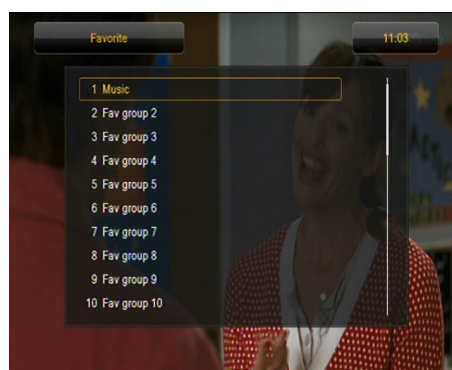 Favorite
11:03
1 Music
2 Fav group 2
3 Fav group 3
4 Fav group 4
5 Fav group 5
6 Fav group 6
7 Fav group 7
8 Fav group 8
9 Fav group 9
10 Fav group 10